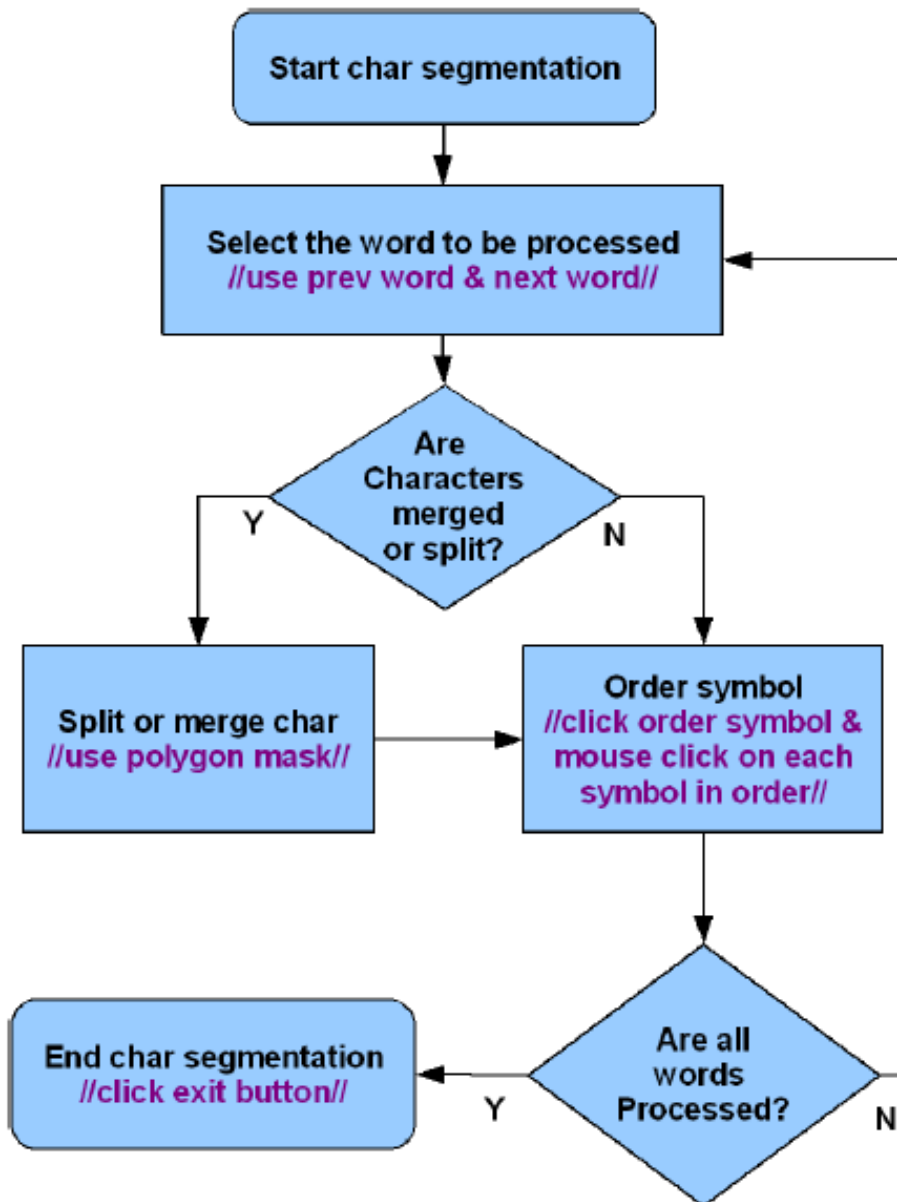 Start char segmentation
Select the word to be processed
//use prev word & next word//
Are
Characters
merged
or split?
Y
N
Split or merge char
//use polygon mask//
Order symbol
//click order symbol &
mouse click on each
symbol in order//
Are all
words
Processed?
Y
N
End char segmentation
//click exit button//